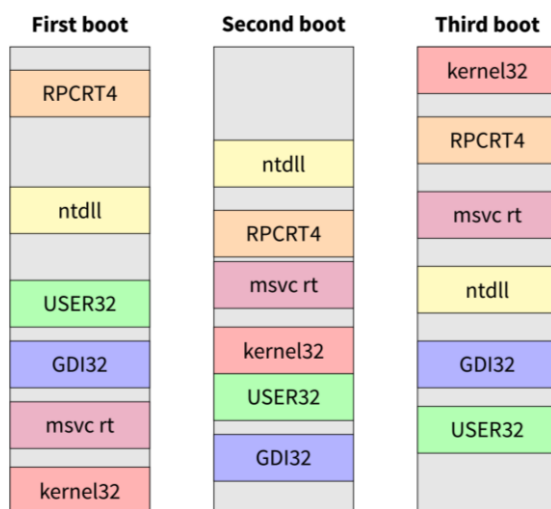 First boot
RPCRT4
ntdll
USER32
GDI32
msvc rt
kernel32
Second boot
ntdll
RPCRT4
msvc rt
kernel32
USER32
GDI32
Third boot
kernel32
RPCRT4
msvc rt
ntdll
GDI32
USER32